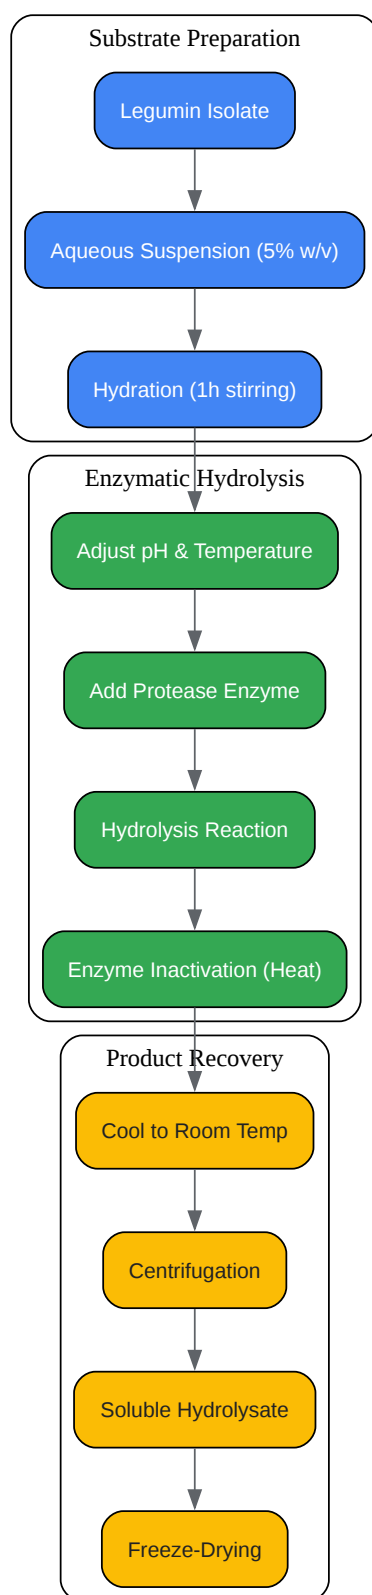 Substrate Preparation
Legumin Isolate
Aqueous Suspension (5% w/v)
Hydration (1h stirring)
Enzymatic Hydrolysis
Adjust pH & Temperature
Add Protease Enzyme
Hydrolysis Reaction
Enzyme Inactivation (Heat)
Product Recovery
Cool to Room Temp
Centrifugation
Soluble Hydrolysate
Freeze-Drying